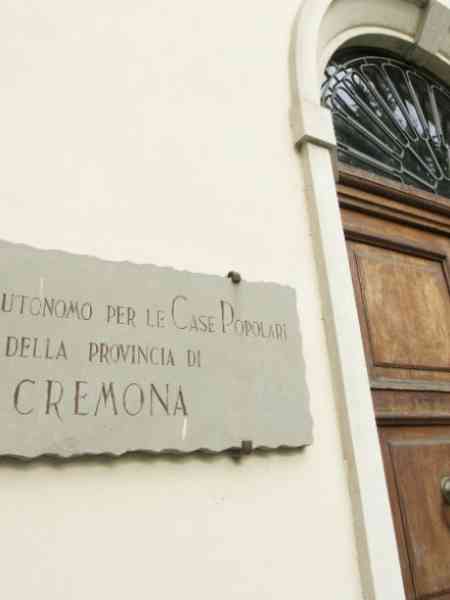 UTONOMO PER LE CASE POPOLARI
DELLA PROVINCIA DI
CREMONA